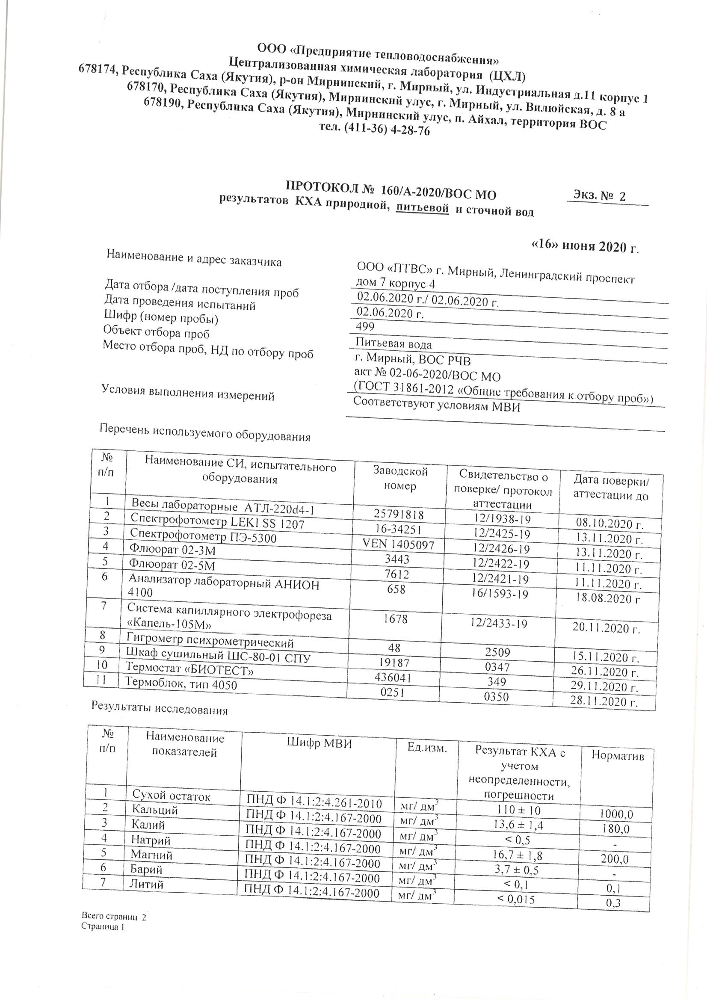 ООО «Предприятие тепловодоснабжения»
Централизованная химическая лаборатория (ЦХЛ)
678174, Республика Саха (Якутия), р-он Мирнинский, г. Мирный, ул. Индустриальная д.11 корпус 1
678170, Республика Саха (Якутия), Мирнинский улус, г. Мирный, ул. Вилюйская, д. 8 а
678190, Республика Саха (Якутия), Мирнинский улус, п. Айхал, территория ВОС
тел. (411-36) 4-28-76
ПРОТОКОЛ № 160/А-2020/ВОС МО Экз. № 2
результатов КХА природной, питьевой и сточной вод
«16» июня 2020 г.
Наименование и адрес заказчика ООО «ПТВС» г. Мирный, Ленинградский проспект
дом 7 корпус 4
Дата отбора /дата поступления проб 02.06.2020 г./ 02.06.2020 г.
Дата проведения испытаний 02.06.2020 г.
Шифр (номер пробы) 499
Объект отбора проб Питьевая вода
Место отбора проб, НД по отбору проб г. Мирный, ВОС РЧВ
акт № 02-06-2020/ВОС МО
(ГОСТ 31861-2012 «Общие требования к отбору проб»)
Условия выполнения измерений Соответствуют условиям МВИ
Перечень используемого оборудования
№ п/п Наименование СИ, испытательного оборудования Заводской номер Свидетельство о поверке/ протокол аттестации Дата поверки/ аттестации до
1 Весы лабораторные АТЛ-220d4-1 25791818 12/1938-19 08.10.2020 г.
2 Спектрофотометр LEKI SS 1207 16-34251 12/2425-19 13.11.2020 г.
3 Спектрофотометр ПЭ-5300 VEN 1405097 12/2426-19 13.11.2020 г.
4 Флюорат 02-3М 3443 12/2422-19 11.11.2020 г.
5 Флюорат 02-5М 7612 12/2421-19 11.11.2020 г.
6 Анализатор лабораторный АНИОН 4100 658 16/1593-19 18.08.2020 г
7 Система капиллярного электрофореза «Капель-105М» 1678 12/2433-19 20.11.2020 г.
8 Гигрометр психрометрический 48 2509 15.11.2020 г.
9 Шкаф сушильный ШС-80-01 СПУ 19187 0347 26.11.2020 г.
10 Термостат «БИОТЕСТ» 436041 349 29.11.2020 г.
11 Термоблок, тип 4050 0251 0350 28.11.2020 г.
Результаты исследования
№ п/п Наименование показателей Шифр МВИ Ед.изм. Результат КХА с учетом неопределенности, погрешности Норматив
1 Сухой остаток ПНД Ф 14.1:2:4.261-2010 мг/ дм³ 110 ± 10 1000,0
2 Кальций ПНД Ф 14.1:2:4.167-2000 мг/ дм³ 13,6 ± 1,4 180,0
3 Калий ПНД Ф 14.1:2:4.167-2000 мг/ дм³ < 0,5 -
4 Натрий ПНД Ф 14.1:2:4.167-2000 мг/ дм³ 16,7 ± 1,8 200,0
5 Магний ПНД Ф 14.1:2:4.167-2000 мг/ дм³ 3,7 ± 0,5 -
6 Барий ПНД Ф 14.1:2:4.167-2000 мг/ дм³ < 0,1 0,1
7 Литий ПНД Ф 14.1:2:4.167-2000 мг/ дм³ < 0,015 0,3
Всего страниц 2
Страница 1